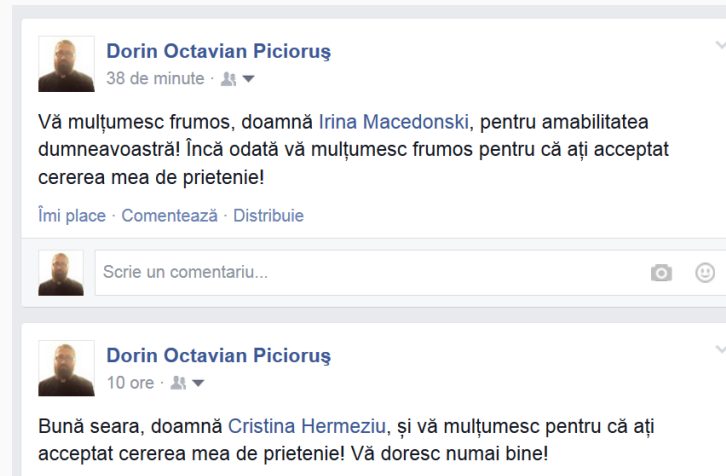 Dorin Octavian Picioruş
38 de minute ·
Vă mulțumesc frumos, doamnă Irina Macedonski, pentru amabilitatea
dumneavoastră! Încă odată vă mulțumesc frumos pentru că ați acceptat
cererea mea de prietenie!
Îmi place · Comentează · Distribuie
Scrie un comentariu...
Dorin Octavian Picioruş
10 ore ·
Bună seara, doamnă Cristina Hermeziu, și vă mulțumesc pentru că ați
acceptat cererea mea de prietenie! Vă doresc numai bine!